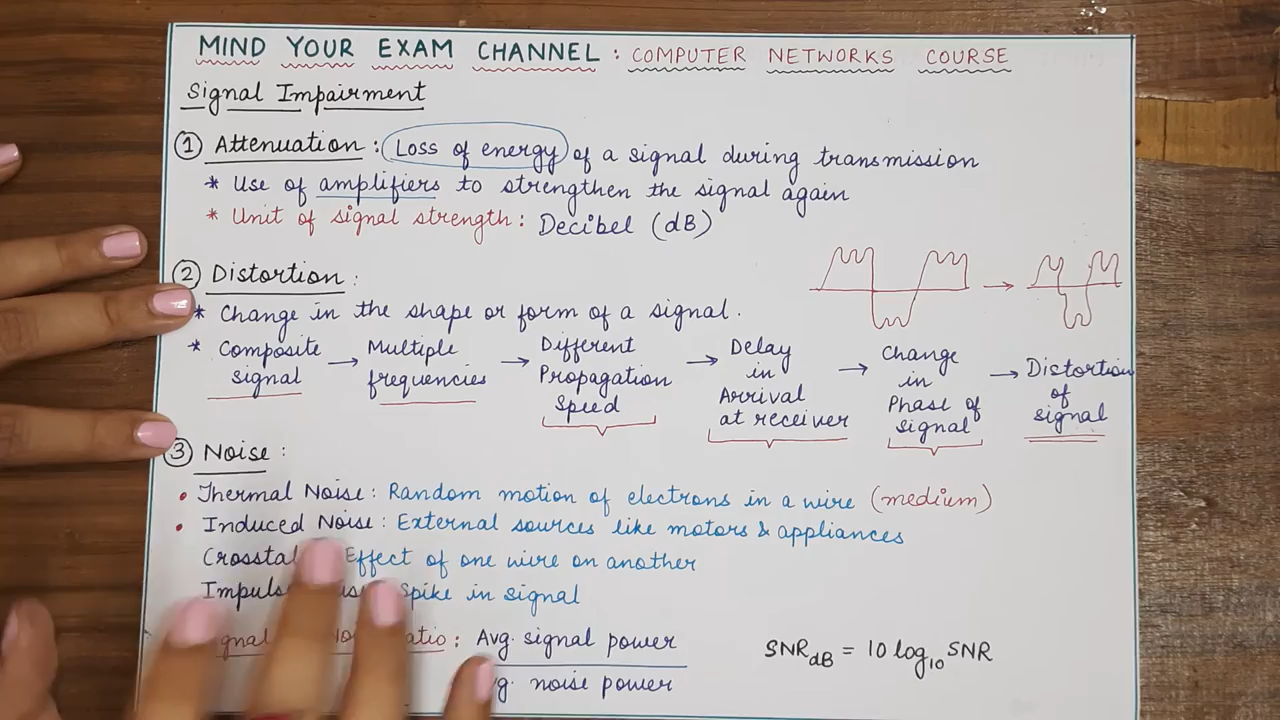 MIND YOUR EXAM CHANNEL : COMPUTER NETWORKS COURSE
Signal Impairment
① Attenuation : Loss of energy of a signal during transmission
* Use of amplifiers to strengthen the signal again
* Unit of signal strength : Decibel (dB)
② Distortion :
* Change in the shape or form of a signal.
* Composite signal → Multiple frequencies → Different Propagation Speed → Delay in Arrival at receiver → Change in Phase of signal → Distortion of signal
③ Noise :
• Thermal Noise : Random motion of electrons in a wire (medium)
• Induced Noise : External sources like motors & appliances
Effect of one wire on another
Spike in signal
Avg. signal power
noise power
SNRdB = 10 log10 SNR